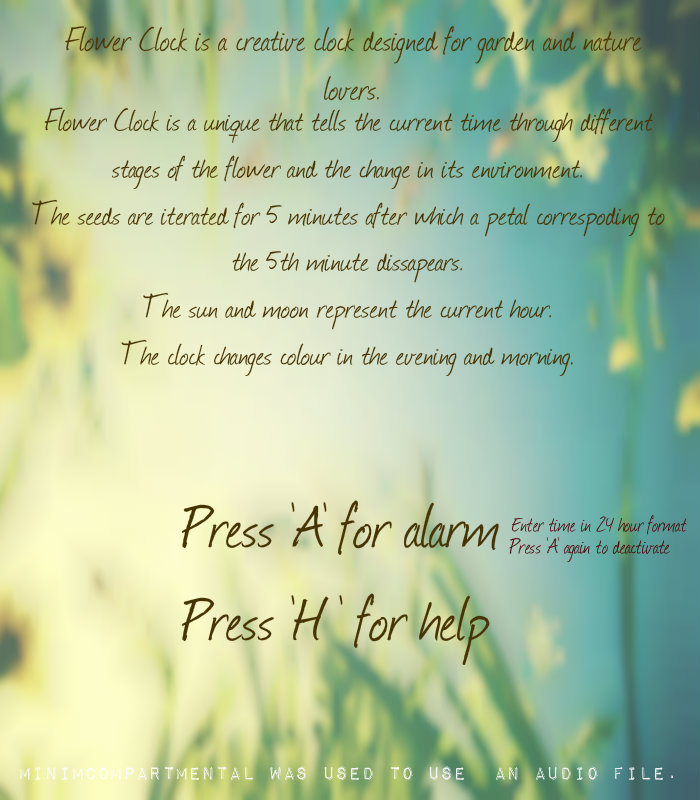 Flower Clock is a creative clock designed for garden and nature
lovers.
Flower Clock is a unique that tells the current time through different
stages of the flower and the change in its environment.
The seeds are iterated for 5 minutes after which a petal correspoding to
the 5th minute dissapears.
The sun and moon represent the current hour.
The clock changes colour in the evening and morning.
Press 'A' for alarm
Enter time in 24 hour format
Press 'A' again to deactivate
Press 'H ' for help
MINIMCOMPARTMENTAL WAS USED TO USE AN AUDIO FILE.